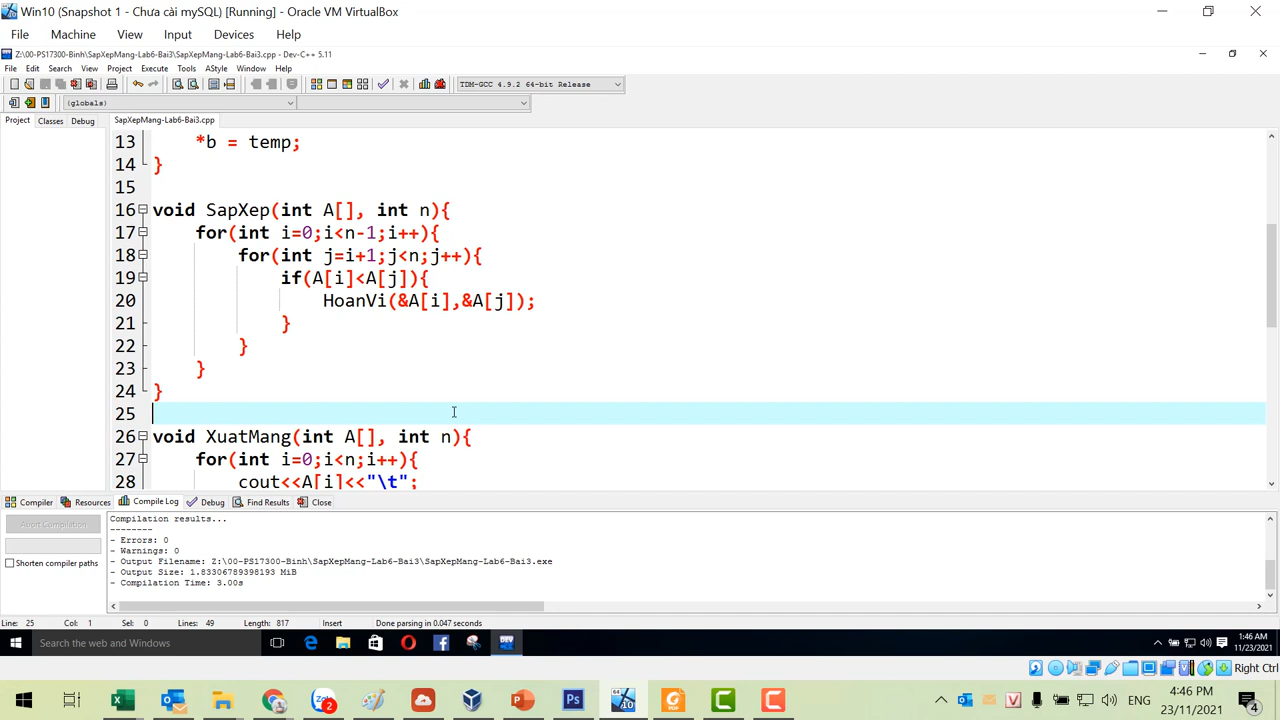 Win10 (Snapshot 1 - Chưa cài mySQL) [Running] - Oracle VM VirtualBox
File Machine View Input Devices Help
Z:\00-PS17300-Binh\SapXepMang-Lab6-Bai3\SapXepMang-Lab6-Bai3.cpp - Dev-C++ 5.11
File Edit Search View Project Execute Tools AStyle Window Help
TDM-GCC 4.9.2 64-bit Release
(globals)
Project Classes Debug SapXepMang-Lab6-Bai3.cpp
13 *b = temp;
14 }
15
16 void SapXep(int A[], int n){
17 for(int i=0;i<n-1;i++){
18 for(int j=i+1;j<n;j++){
19 if(A[i]<A[j]){
20 HoanVi(&A[i],&A[j]);
21 }
22 }
23 }
24 }
25
26 void XuatMang(int A[], int n){
27 for(int i=0;i<n;i++){
28 cout<<A[i]<<"\t";
Compiler Resources Compile Log Debug Find Results Close
Abort Compilation
Shorten compiler paths
Compilation results...
--------
- Errors: 0
- Warnings: 0
- Output Filename: Z:\00-PS17300-Binh\SapXepMang-Lab6-Bai3\SapXepMang-Lab6-Bai3.exe
- Output Size: 1.83306789398193 MiB
- Compilation Time: 3.00s
Line: 25 Col: 1 Sel: 0 Lines: 49 Length: 817 Insert Done parsing in 0.047 seconds
Search the web and Windows
DEV
1:46 AM
11/23/2021
Right Ctrl
ENG
4:46 PM
23/11/2021